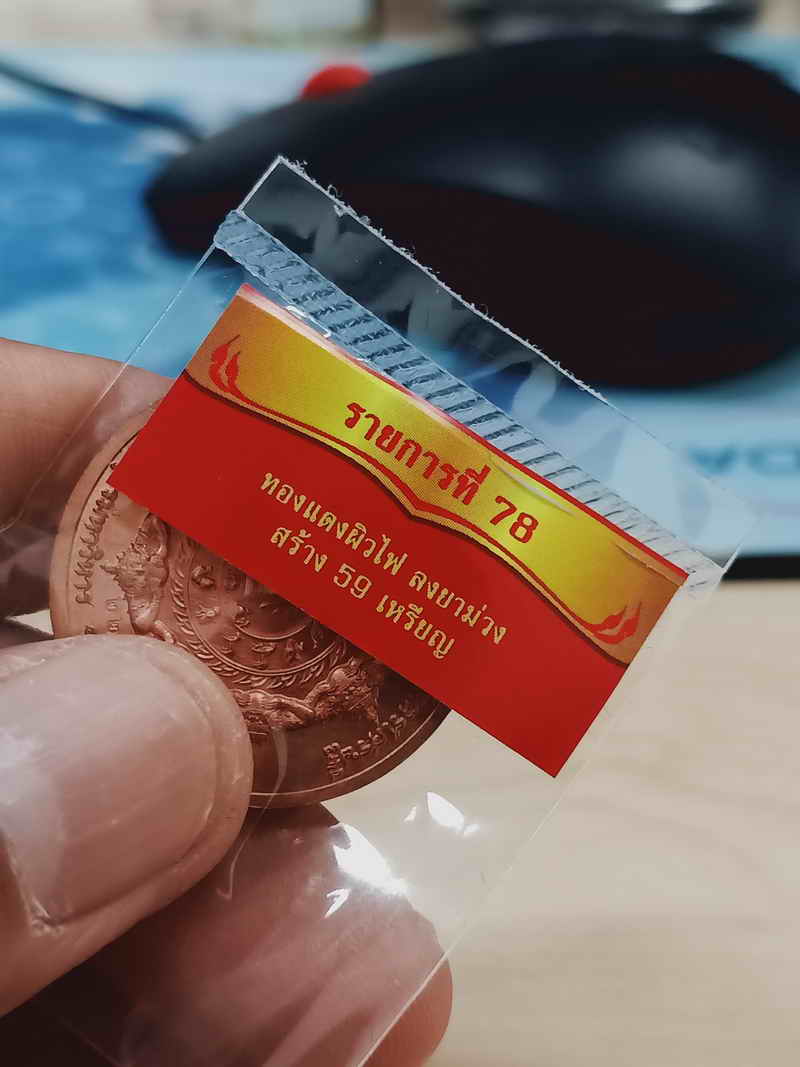 รายการที่ 78
ทองแดงผิวไฟ ลงยาม่วง
สร้าง 59 เหรียญ